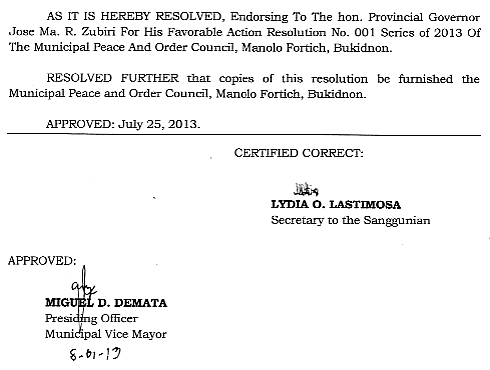 AS IT IS HEREBY RESOLVED, Endorsing To The hon. Provincial Governor
Jose Ma. R. Zubiri For His Favorable Action Resolution No. 001 Series of 2013 Of
The Municipal Peace And Order Council, Manolo Fortich, Bukidnon.
RESOLVED FURTHER that copies of this resolution be furnished the
Municipal Peace and Order Council, Manolo Fortich, Bukidnon.
APPROVED: July 25, 2013.
CERTIFIED CORRECT:
LYDIA O. LASTIMOSA
Secretary to the Sanggunian
APPROVED:
MIGUEL D. DEMATA
Presiding Officer
Municipal Vice Mayor
8-01-13